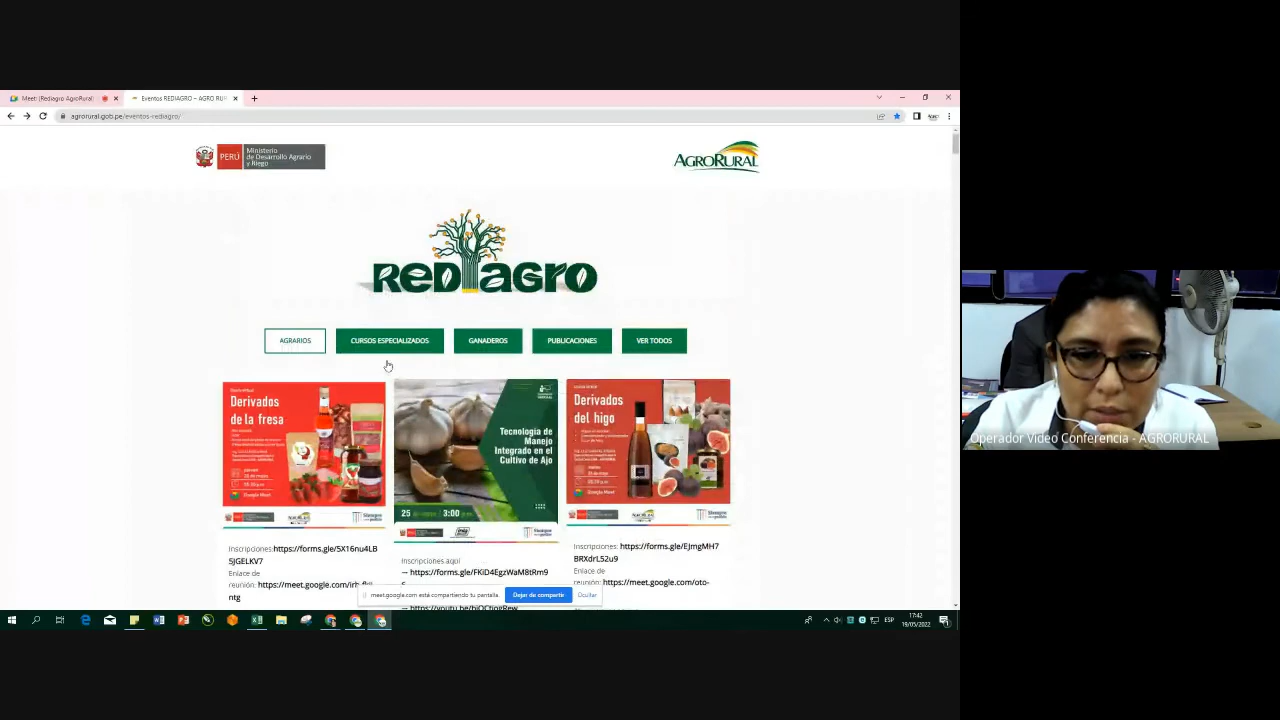 Meet: (Rediagro AgroRural)
Eventos REDIAGRO – AGRO RU
agrorural.gob.pe/eventos-rediagro/
PERÚ
Ministerio
de Desarrollo Agrario
y Riego
AGRORURAL
REDIAGRO
AGRARIOS
CURSOS ESPECIALIZADOS
GANADEROS
PUBLICACIONES
VER TODOS
Derivados
de la fresa
Google Meet
Tecnología de
Manejo
Integrado en el
Cultivo de Ajo
25
3:00 p.m.
Derivados
del higo
Google Meet
Inscripciones:https://forms.gle/5X16nu4LB
5JGELKV7
Enlace de
reunión:
ntg
Inscripciones aquí
— https://forms.gle/FKiD4EgzWaM8tRm9
Inscripciones: https://forms.gle/EJmgMH7
BRXdrL52u9
Enlace de
reunión: https://meet.google.com/oto-
meet.google.com está compartiendo tu pantalla.
Dejar de compartir
Ocultar
ESP
17:42
19/05/2022
Operador Video Conferencia - AGRORURAL